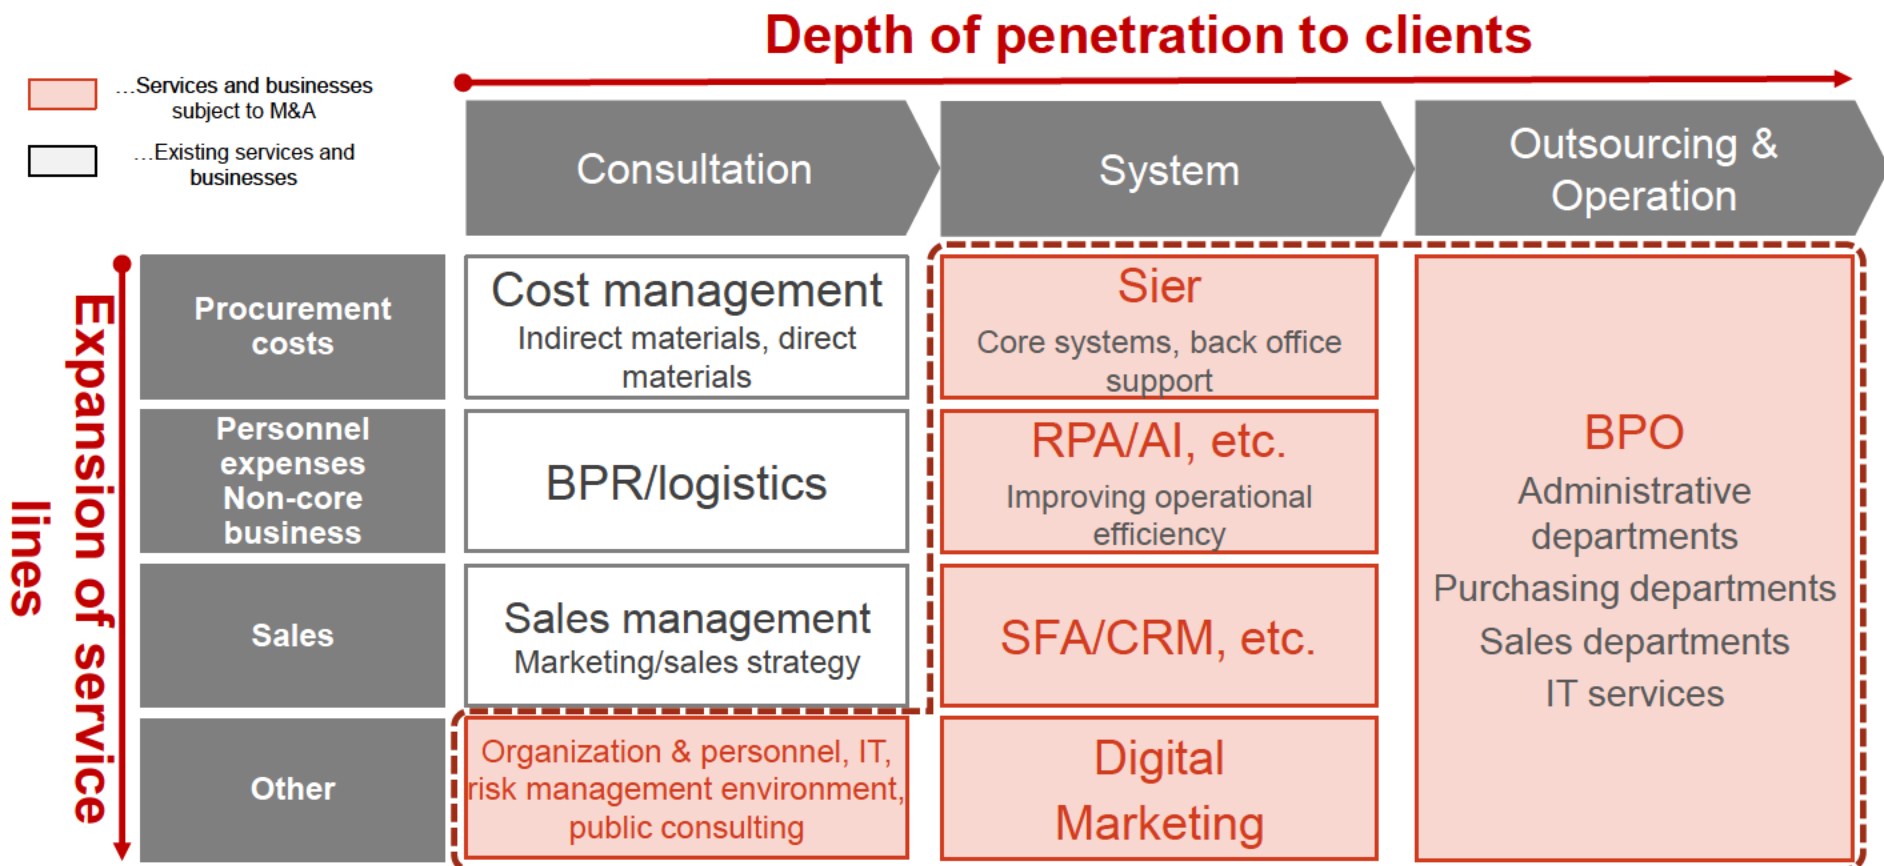 Depth of penetration to clients
…Services and businesses
subject to M&A
…Existing services and
businesses
Consultation
System
Outsourcing &
Operation
Expansion of service
lines
Procurement
costs
Cost management
Indirect materials, direct
materials
Sier
Core systems, back office
support
Personnel
expenses
Non-core
business
BPR/logistics
RPA/AI, etc.
Improving operational
efficiency
Sales
Sales management
Marketing/sales strategy
SFA/CRM, etc.
Other
Organization & personnel, IT,
risk management environment,
public consulting
Digital
Marketing
BPO
Administrative
departments
Purchasing departments
Sales departments
IT services